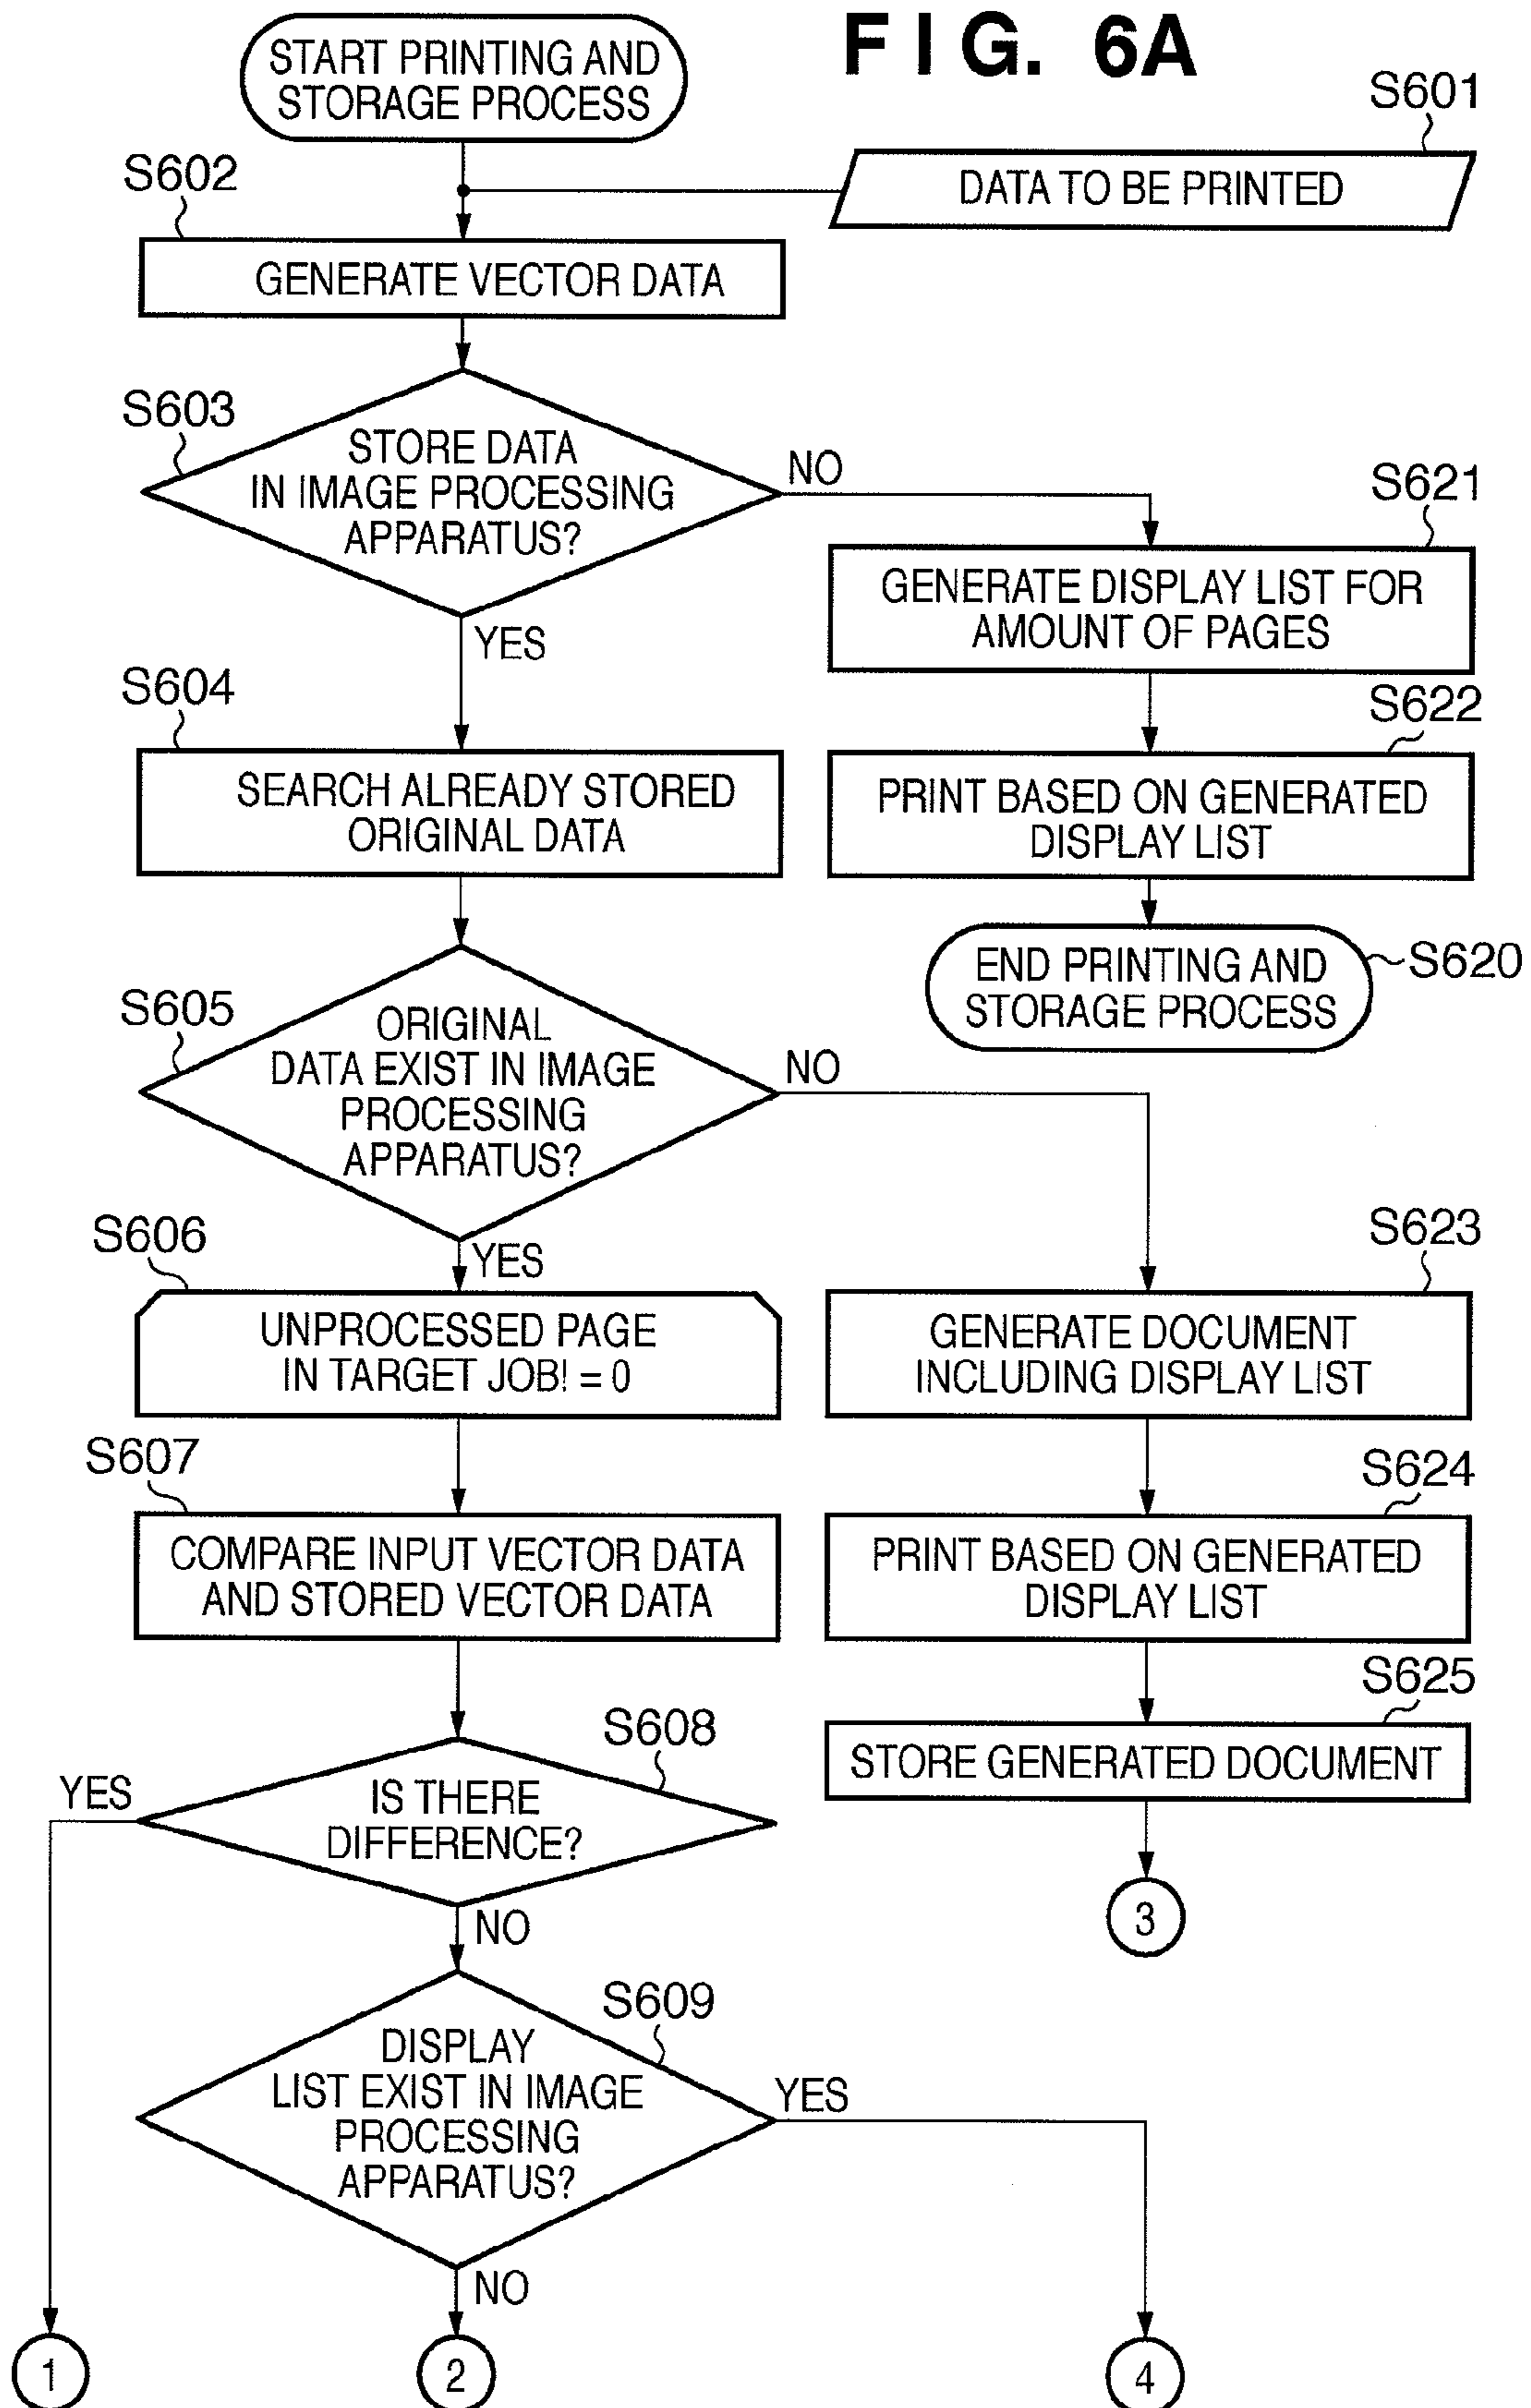 FIG. 6A
START PRINTING AND
STORAGE PROCESS
S601
DATA TO BE PRINTED
S602
GENERATE VECTOR DATA
S603
STORE DATA
IN IMAGE PROCESSING
APPARATUS?
NO
YES
S621
GENERATE DISPLAY LIST FOR
AMOUNT OF PAGES
S622
PRINT BASED ON GENERATED
DISPLAY LIST
END PRINTING AND
STORAGE PROCESS
S620
S604
SEARCH ALREADY STORED
ORIGINAL DATA
S605
ORIGINAL
DATA EXIST IN IMAGE
PROCESSING
APPARATUS?
NO
YES
S606
UNPROCESSED PAGE
IN TARGET JOB! = 0
S607
COMPARE INPUT VECTOR DATA
AND STORED VECTOR DATA
S623
GENERATE DOCUMENT
INCLUDING DISPLAY LIST
S624
PRINT BASED ON GENERATED
DISPLAY LIST
S625
STORE GENERATED DOCUMENT
3
S608
IS THERE
DIFFERENCE?
YES
NO
S609
DISPLAY
LIST EXIST IN IMAGE
PROCESSING
APPARATUS?
YES
NO
1
2
4